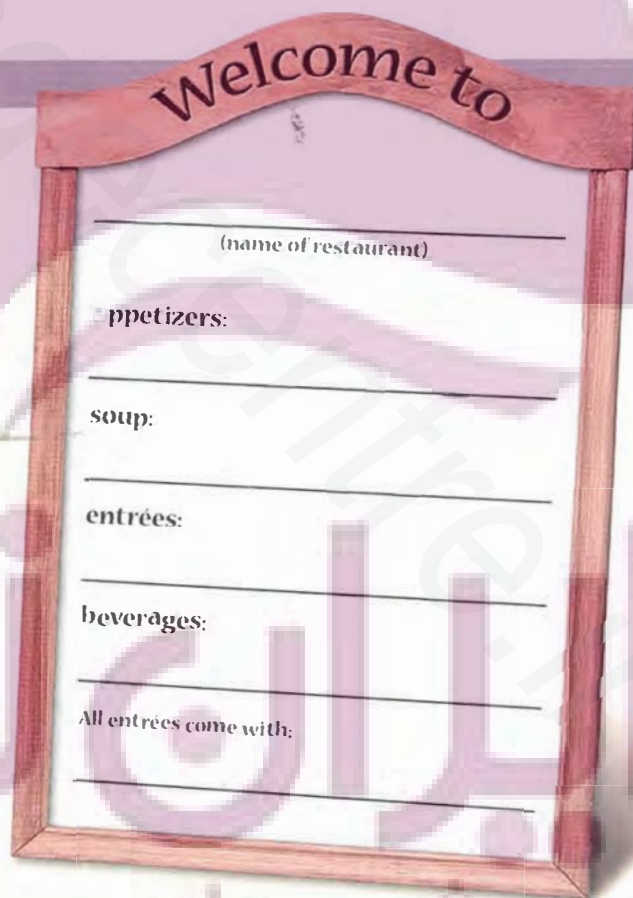 Welcome to
(name of restaurant)
ppetizers:
soup:
entrées:
beverages:
All entrées come with: